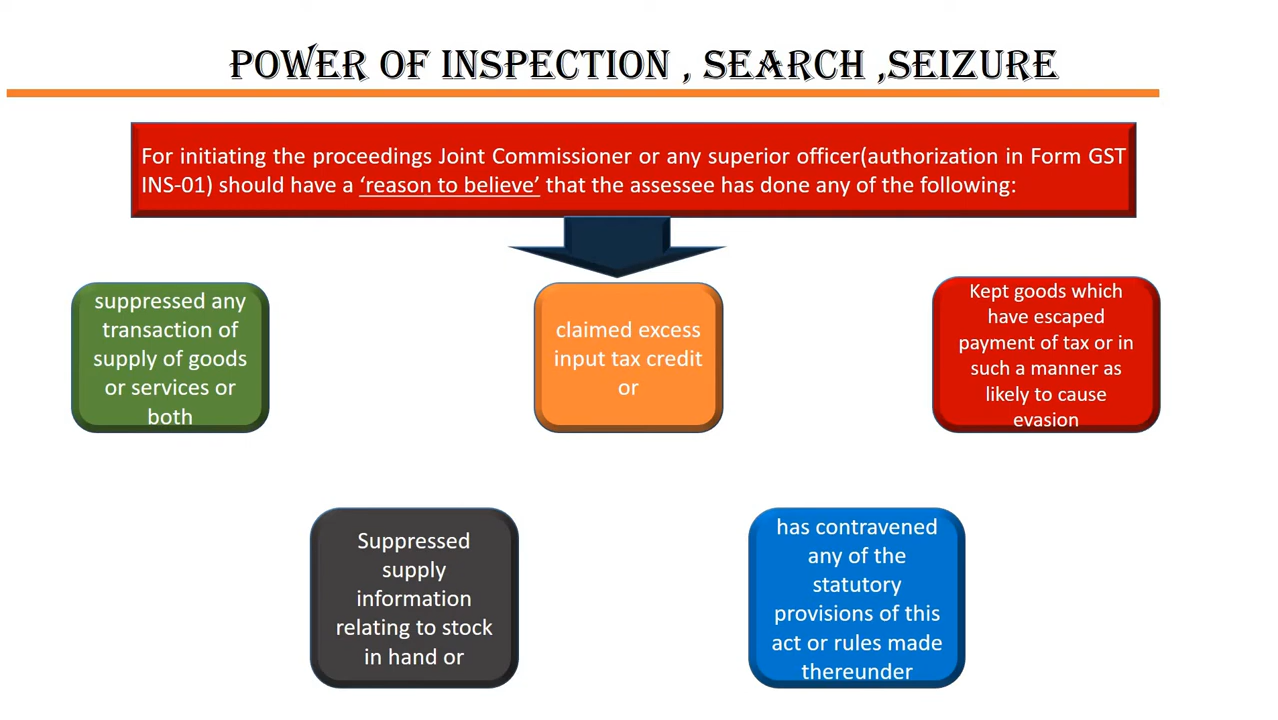 POWER OF INSPECTION , SEARCH ,SEIZURE
For initiating the proceedings Joint Commissioner or any superior officer(authorization in Form GST
INS-01) should have a ‘reason to believe’ that the assessee has done any of the following:
suppressed any
transaction of
supply of goods
or services or
both
claimed excess
input tax credit
or
Kept goods which
have escaped
payment of tax or in
such a manner as
likely to cause
evasion
Suppressed
supply
information
relating to stock
in hand or
has contravened
any of the
statutory
provisions of this
act or rules made
thereunder